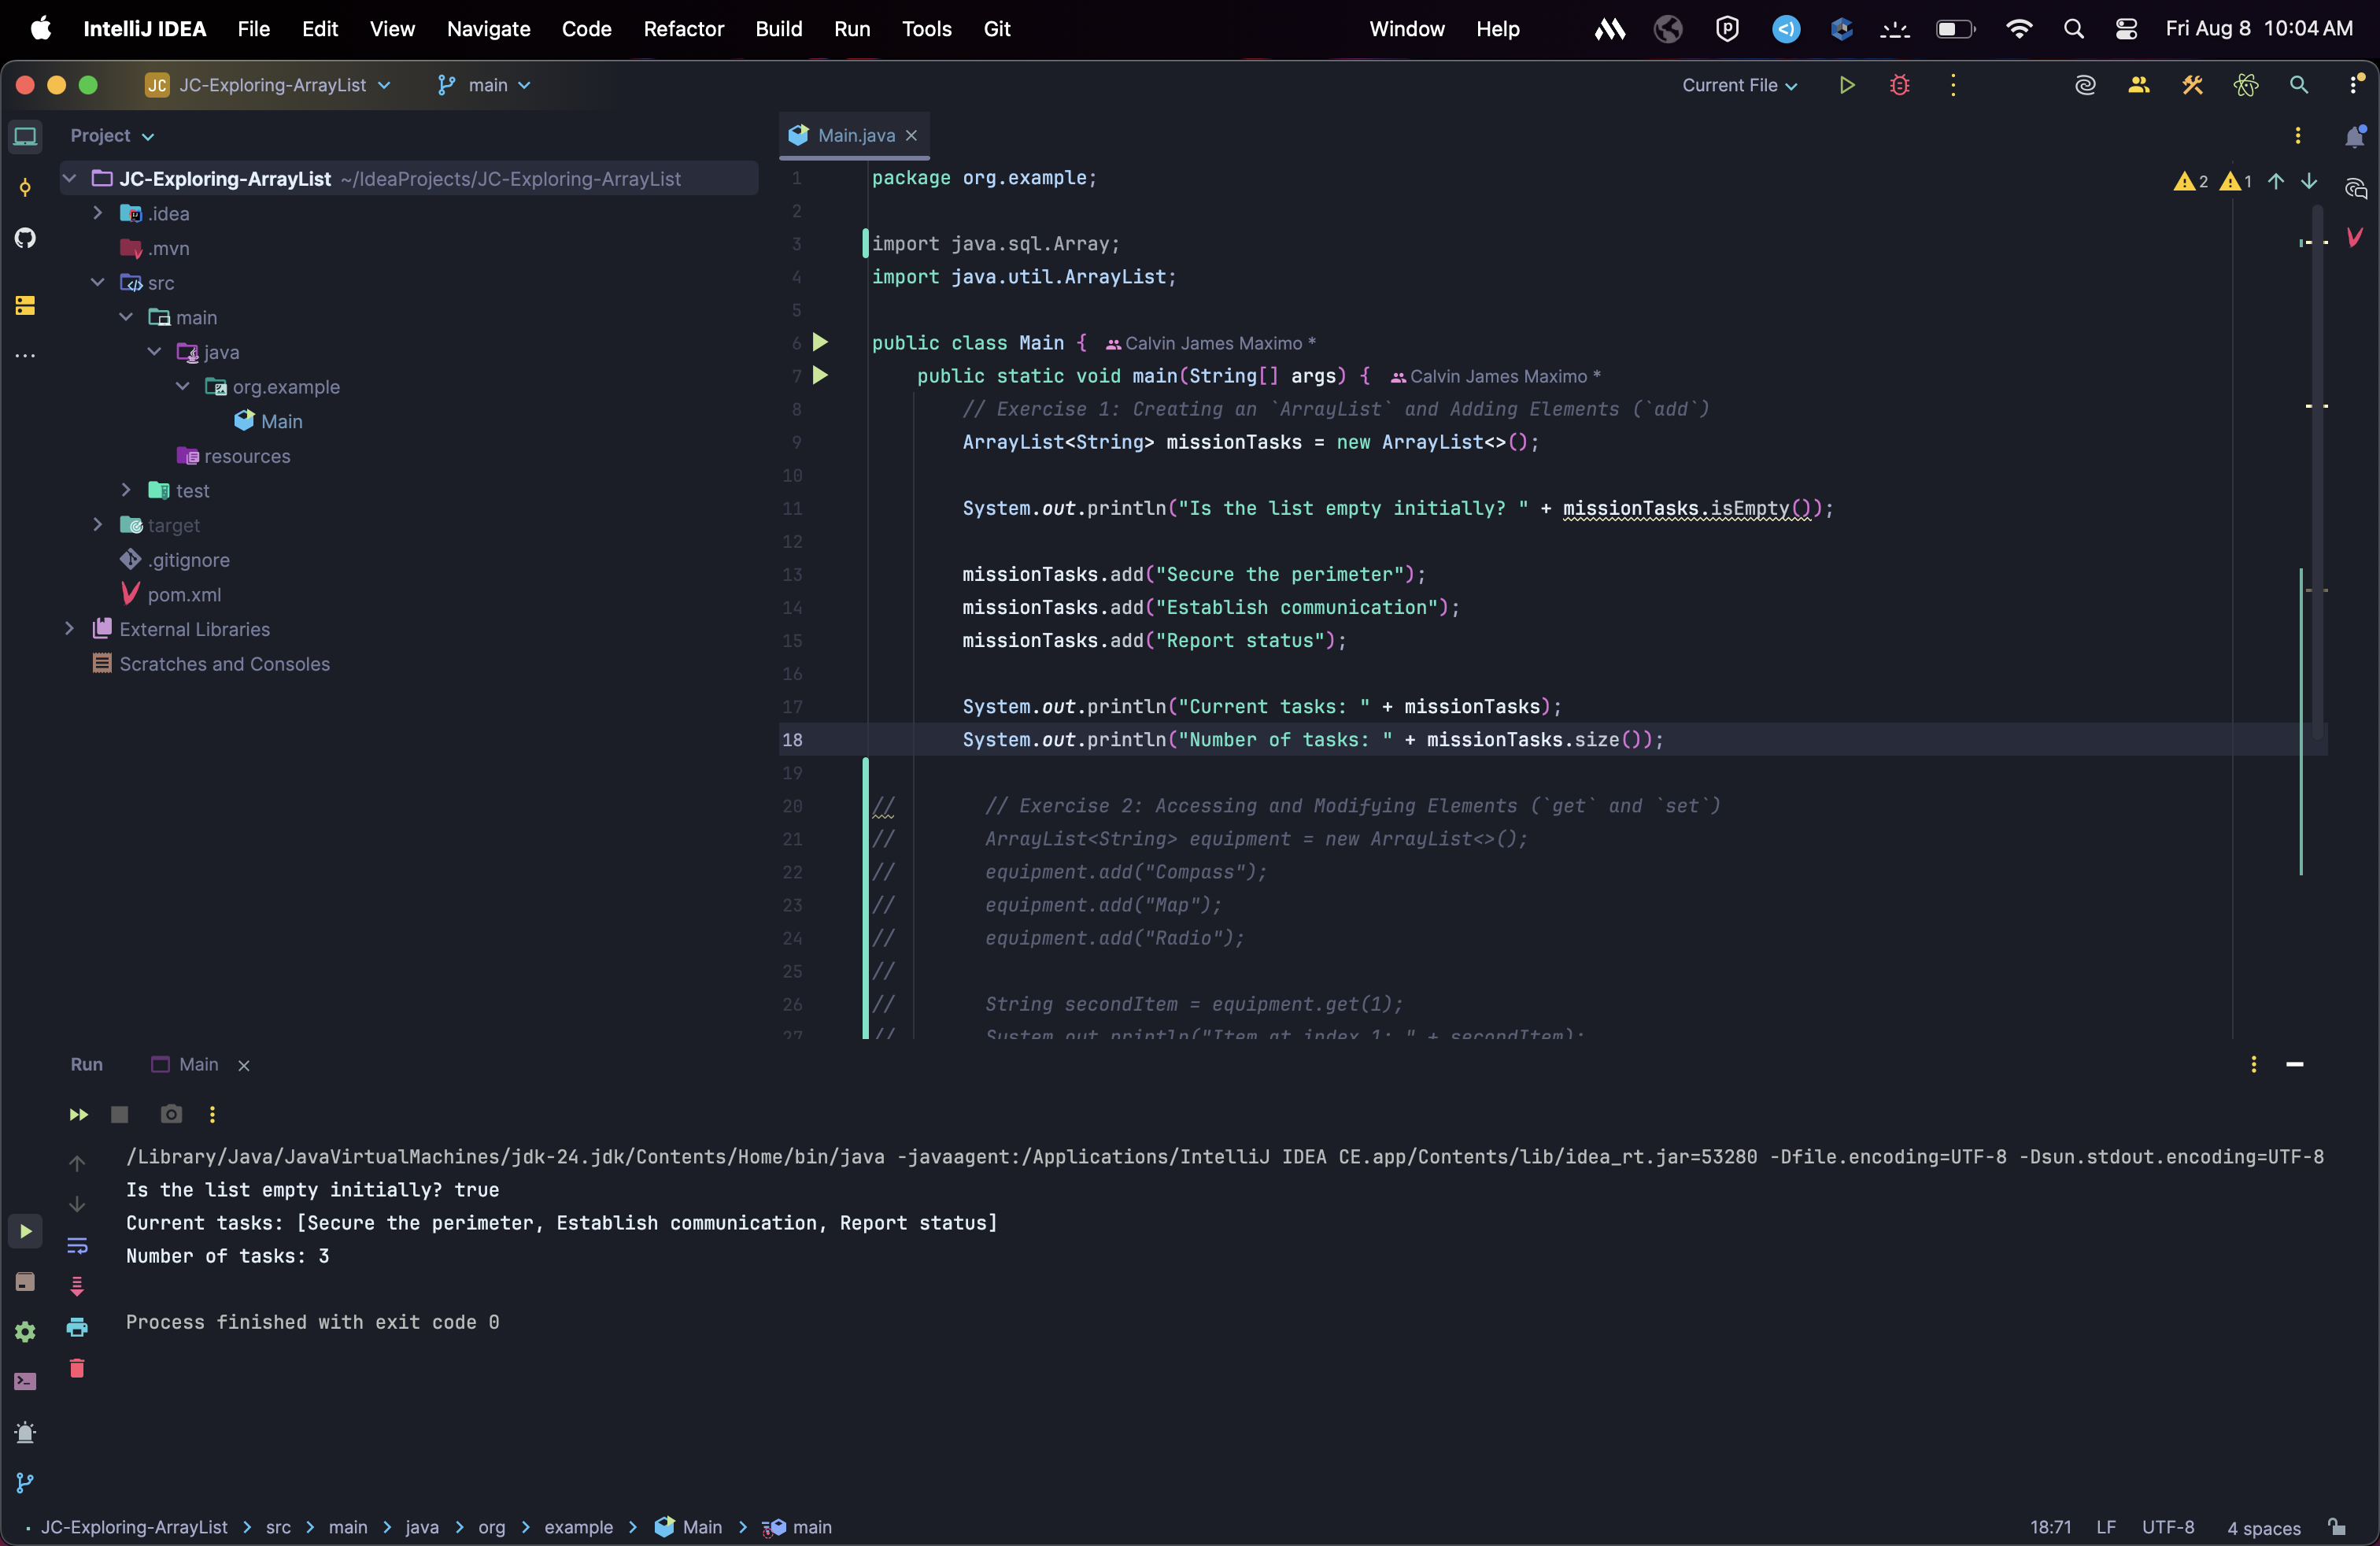 IntelliJ IDEA File Edit View Navigate Code Refactor Build Run Tools Git Window Help Fri Aug 8 10:04 AM
JC JC-Exploring-ArrayList main Current File
Project
Main.java
JC-Exploring-ArrayList ~/IdeaProjects/JC-Exploring-ArrayList
.idea
.mvn
src
main
java
org.example
Main
resources
test
target
.gitignore
pom.xml
External Libraries
Scratches and Consoles
2 1
1 package org.example;
2
3 import java.sql.Array;
4 import java.util.ArrayList;
5
6 public class Main { Calvin James Maximo *
7 public static void main(String[] args) { Calvin James Maximo *
8 // Exercise 1: Creating an `ArrayList` and Adding Elements (`add`)
9 ArrayList<String> missionTasks = new ArrayList<>();
10
11 System.out.println("Is the list empty initially? " + missionTasks.isEmpty());
12
13 missionTasks.add("Secure the perimeter");
14 missionTasks.add("Establish communication");
15 missionTasks.add("Report status");
16
17 System.out.println("Current tasks: " + missionTasks);
18 System.out.println("Number of tasks: " + missionTasks.size());
19
20 // // Exercise 2: Accessing and Modifying Elements (`get` and `set`)
21 // ArrayList<String> equipment = new ArrayList<>();
22 // equipment.add("Compass");
23 // equipment.add("Map");
24 // equipment.add("Radio");
25 //
26 // String secondItem = equipment.get(1);
27 // System.out.println("Item at index 1: " + secondItem);
Run Main
/Library/Java/JavaVirtualMachines/jdk-24.jdk/Contents/Home/bin/java -javaagent:/Applications/IntelliJ IDEA CE.app/Contents/lib/idea_rt.jar=53280 -Dfile.encoding=UTF-8 -Dsun.stdout.encoding=UTF-8
Is the list empty initially? true
Current tasks: [Secure the perimeter, Establish communication, Report status]
Number of tasks: 3
Process finished with exit code 0
JC-Exploring-ArrayList > src > main > java > org > example > Main > main 18:71 LF UTF-8 4 spaces